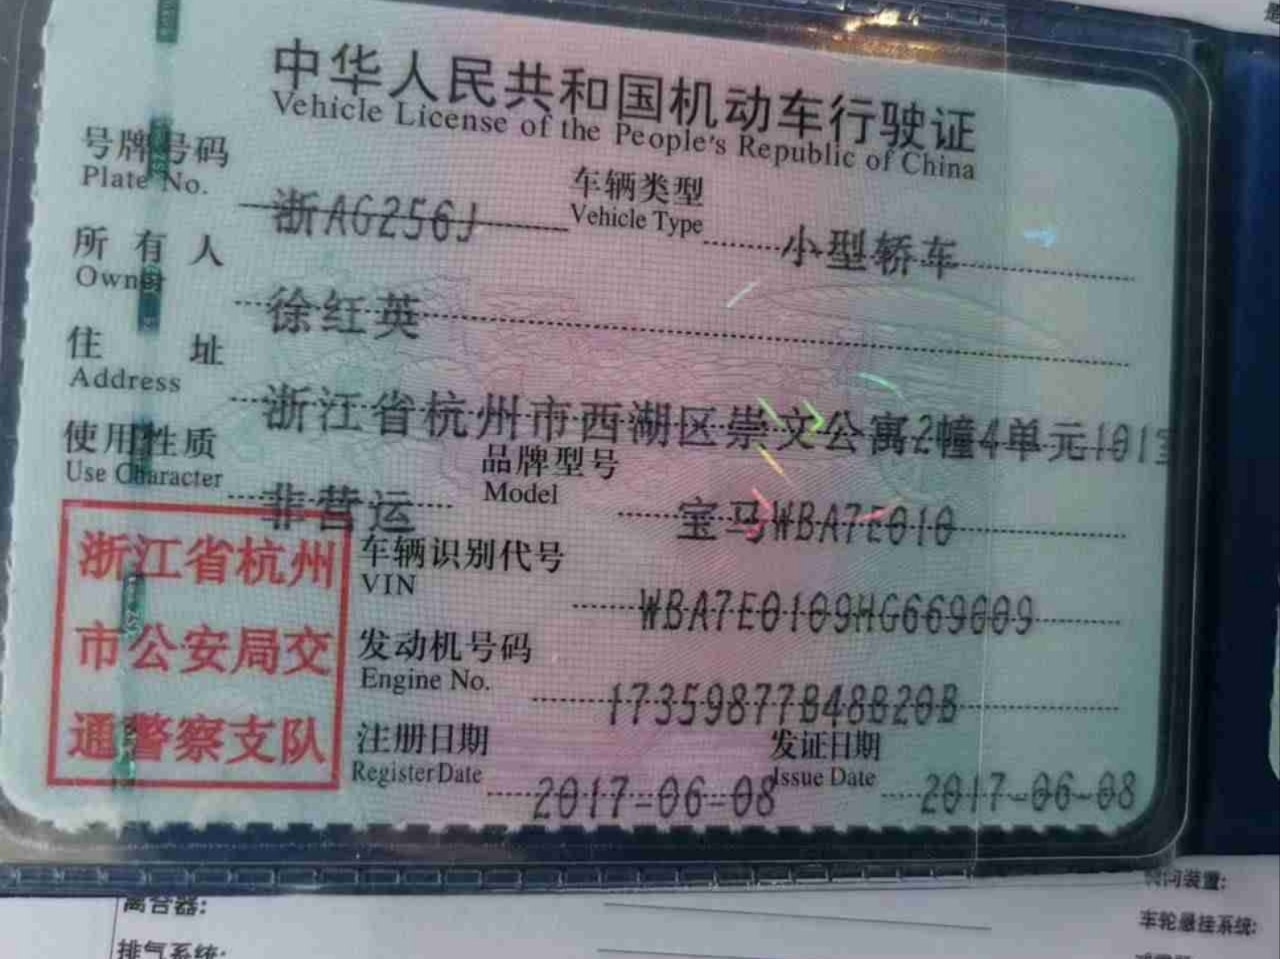 中华人民共和国机动车行驶证
Vehicle License of the People's Republic of China
号牌号码
Plate No.
浙AG256J
车辆类型
Vehicle Type
小型轿车
所有人
Owner
徐红英
住址
Address
浙江省杭州市西湖区崇文公寓2幢4单元101室
使用性质
Use Character
非营运
品牌型号
Model
宝马WBA7E010
浙江省杭州
市公安局交
通警察支队
车辆识别代号
VIN
WBA7E0109HG669609
发动机号码
Engine No.
17359877B48B20B
注册日期
Register Date
2017-06-08
发证日期
Issue Date
2017-06-08
离合器:
排气系统:
转向装置:
车轮悬挂系统: